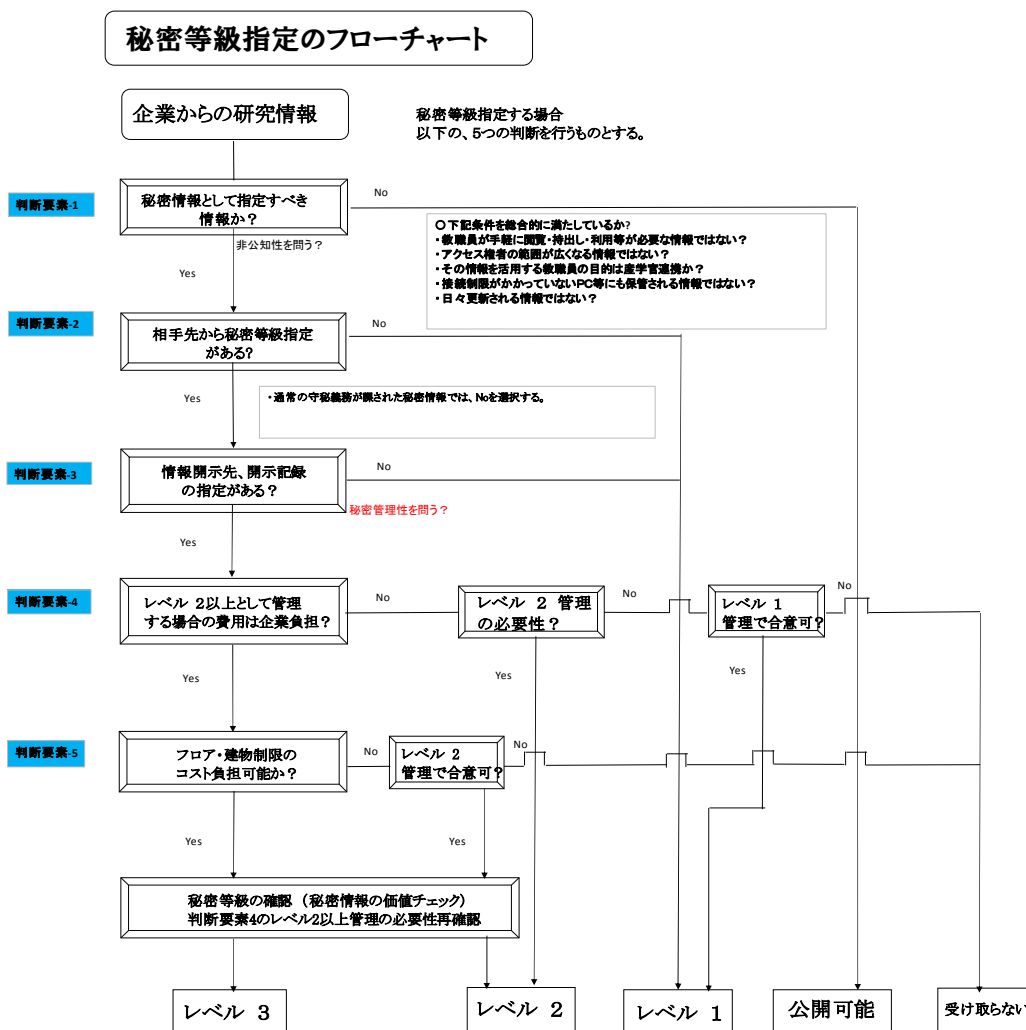 秘密等級指定のフローチャート
企業からの研究情報
秘密等級指定する場合
以下の、5つの判断を行うものとする。
判断要素-1
秘密情報として指定すべき
情報か?
No
非公知性を問う?
Yes
○下記条件を総合的に満たしているか?
・教職員が手軽に閲覧・持出し・利用等が必要な情報ではない?
・アクセス権者の範囲が広くなる情報ではない?
・その情報を活用する教職員の目的は産学官連携か?
・接続制限がかかっていないPC等にも保管される情報ではない?
・日々更新される情報ではない?
判断要素-2
相手先から秘密等級指定
がある?
No
Yes
・通常の守秘義務が課された秘密情報では、Noを選択する。
判断要素-3
情報開示先、開示記録
の指定がある?
No
秘密管理性を問う?
Yes
判断要素-4
レベル 2以上として管理
する場合の費用は企業負担?
No
レベル 2 管理
の必要性?
No
レベル 1
管理で合意可?
No
Yes
Yes
Yes
判断要素-5
フロア・建物制限の
コスト負担可能か?
No
レベル 2
管理で合意可?
No
Yes
Yes
秘密等級の確認(秘密情報の価値チェック)
判断要素4のレベル2以上管理の必要性再確認
レベル 3
レベル 2
レベル 1
公開可能
受け取らない